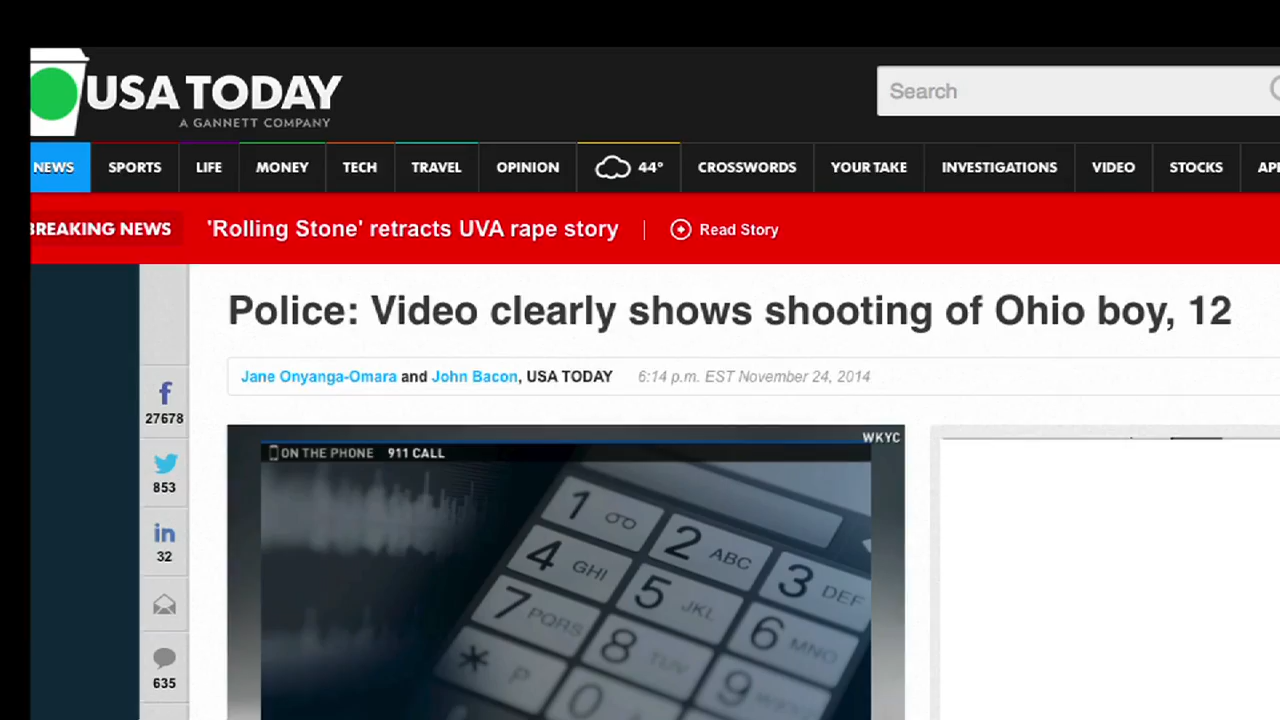 USA TODAY
A GANNETT COMPANY
Search
NEWS SPORTS LIFE MONEY TECH TRAVEL OPINION 44° CROSSWORDS YOUR TAKE INVESTIGATIONS VIDEO STOCKS
BREAKING NEWS 'Rolling Stone' retracts UVA rape story | Read Story
Police: Video clearly shows shooting of Ohio boy, 12
Jane Onyanga-Omara and John Bacon, USA TODAY 6:14 p.m. EST November 24, 2014
f
27678
853
in
32
635
WKYC
ON THE PHONE 911 CALL
1
2 ABC
3 DEF
4 GHI
5 JKL
6 MNO
7 PQRS
8 TUV
9
* P
0